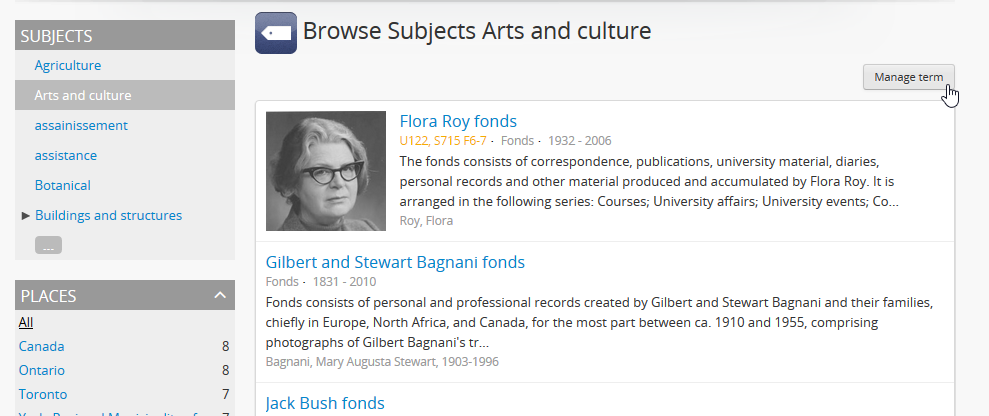 SUBJECTS
Agriculture
Arts and culture
assainissement
assistance
Botanical
Buildings and structures
...
PLACES
All
Canada 8
Ontario 8
Toronto 7
Browse Subjects Arts and culture
Manage term
Flora Roy fonds
U122, S715 F6-7 · Fonds · 1932 - 2006
The fonds consists of correspondence, publications, university material, diaries,
personal records and other material produced and accumulated by Flora Roy. It is
arranged in the following series: Courses; University affairs; University events; Co...
Roy, Flora
Gilbert and Stewart Bagnani fonds
Fonds · 1831 - 2010
Fonds consists of personal and professional records created by Gilbert and Stewart Bagnani and their families,
chiefly in Europe, North Africa, and Canada, for the most part between ca. 1910 and 1955, comprising
photographs of Gilbert Bagnani's tr...
Bagnani, Mary Augusta Stewart, 1903-1996
Jack Bush fonds